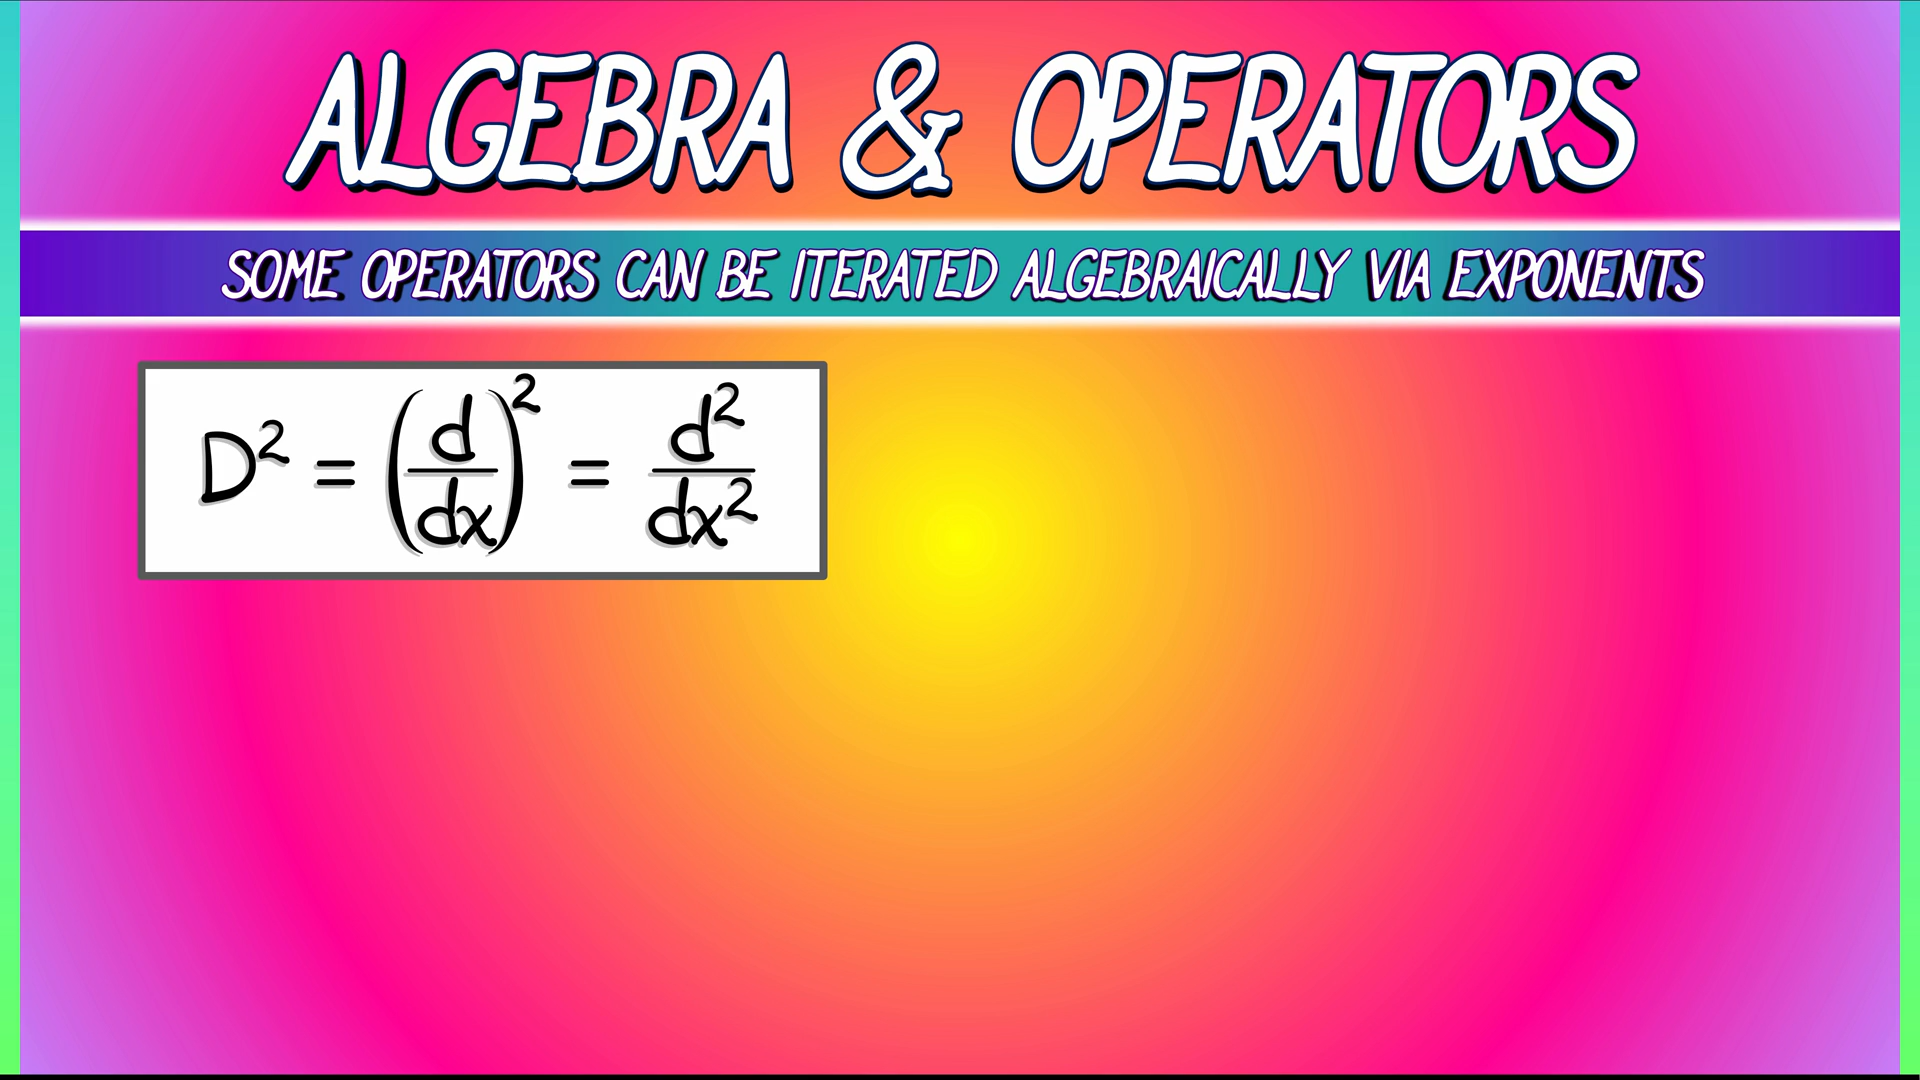 ALGEBRA & OPERATORS
SOME OPERATORS CAN BE ITERATED ALGEBRAICALLY VIA EXPONENTS
D² = (d/dx)² = d²/dx²